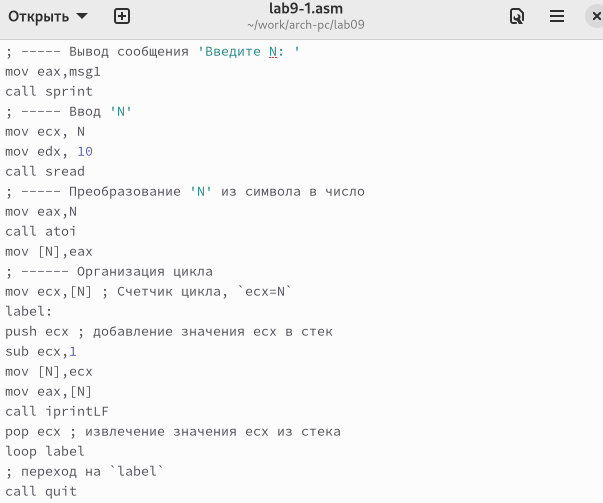 Открыть
lab9-1.asm
~/work/arch-pc/lab09
; ----- Вывод сообщения 'Введите N: '
mov eax,msg1
call sprint
; ----- Ввод 'N'
mov ecx, N
mov edx, 10
call sread
; ----- Преобразование 'N' из символа в число
mov eax,N
call atoi
mov [N],eax
; ------ Организация цикла
mov ecx,[N] ; Счетчик цикла, `ecx=N`
label:
push ecx ; добавление значения ecx в стек
sub ecx,1
mov [N],ecx
mov eax,[N]
call iprintLF
pop ecx ; извлечение значения ecx из стека
loop label
; переход на `label`
call quit